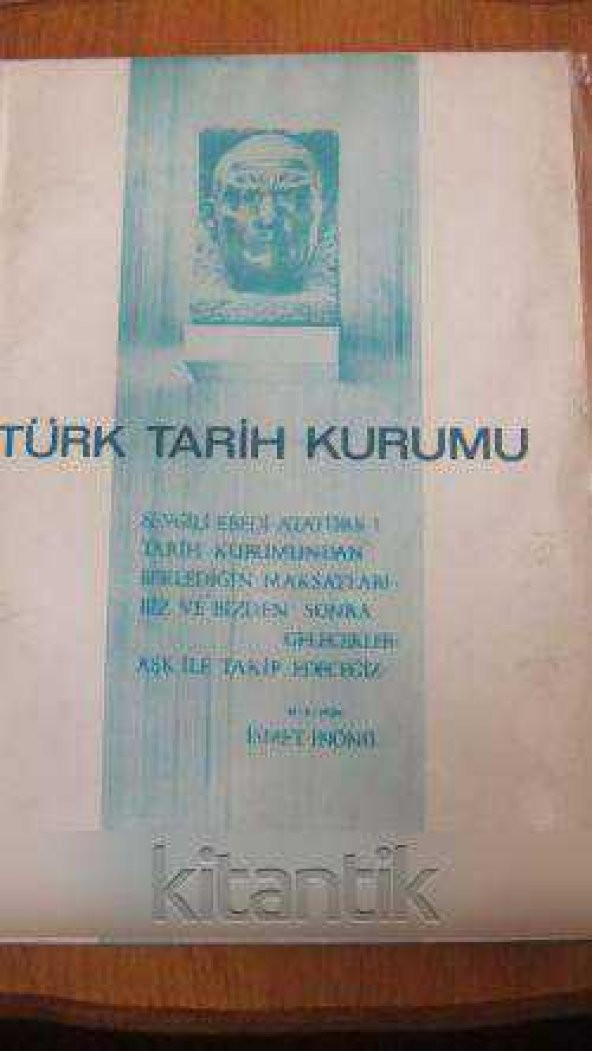 TÜRK TARİH KURUMU
SEVGİLİ EBEDİ ATATÜRK !
TARİH KURUMUNDAN
BEKLEDİĞİN MAKSATLARI
BİZ VE BİZDEN SONRA
GELECEKLER
AŞK İLE TAKİP EDECEĞİZ
İSMET İNÖNÜ
kitantik